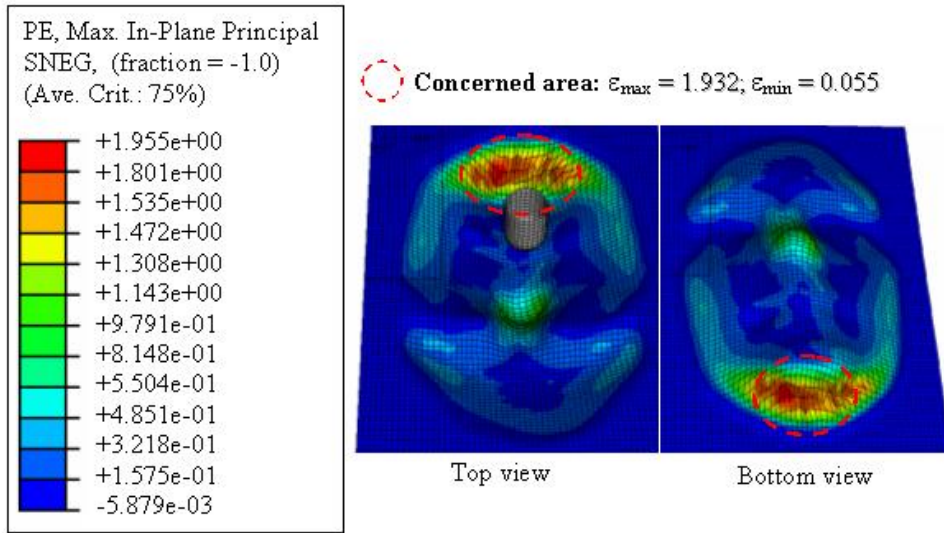 PE, Max. In-Plane Principal
SNEG, (fraction = -1.0)
(Ave. Crit.: 75%)
+1.955e+00
+1.801e+00
+1.535e+00
+1.472e+00
+1.308e+00
+1.143e+00
+9.791e-01
+8.148e-01
+5.504e-01
+4.851e-01
+3.218e-01
+1.575e-01
-5.879e-03
Concerned area: εmax = 1.932; εmin = 0.055
Top view
Bottom view